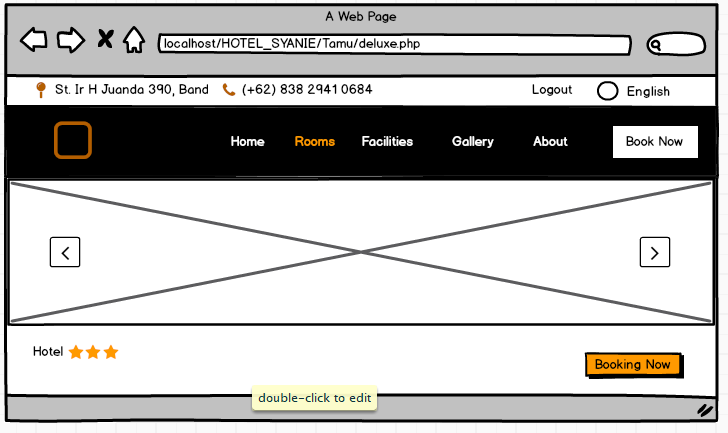 A Web Page
localhost/HOTEL_SYANIE/Tamu/deluxe.php
St. Ir H Juanda 390, Band (+62) 838 2941 0684 Logout English
Home Rooms Facilities Gallery About Book Now
Hotel
Booking Now
double-click to edit